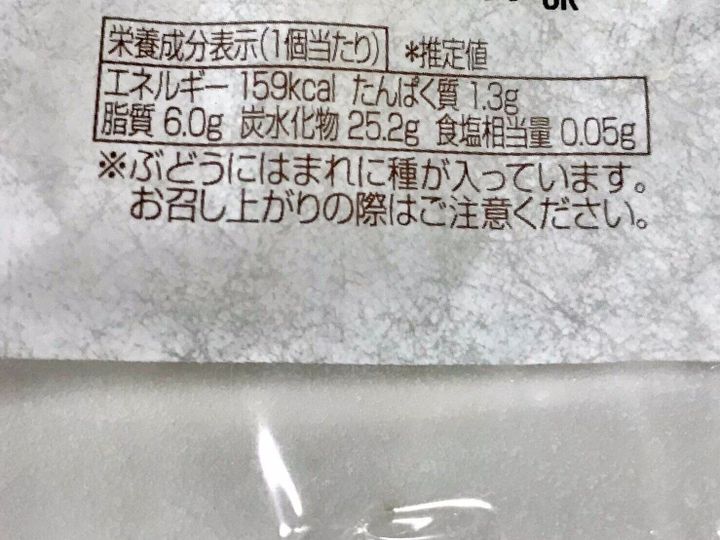 栄養成分表示(1個当たり) *推定値
エネルギー 159kcal たんぱく質 1.3g
脂質 6.0g 炭水化物 25.2g 食塩相当量 0.05g
※ぶどうにはまれに種が入っています。
お召し上がりの際はご注意ください。